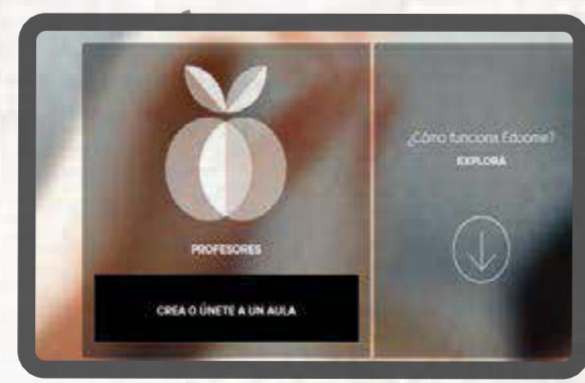 PROFESORES
CREA O ÚNETE A UN AULA
¿Cómo funciona Edoome?
EXPLORA